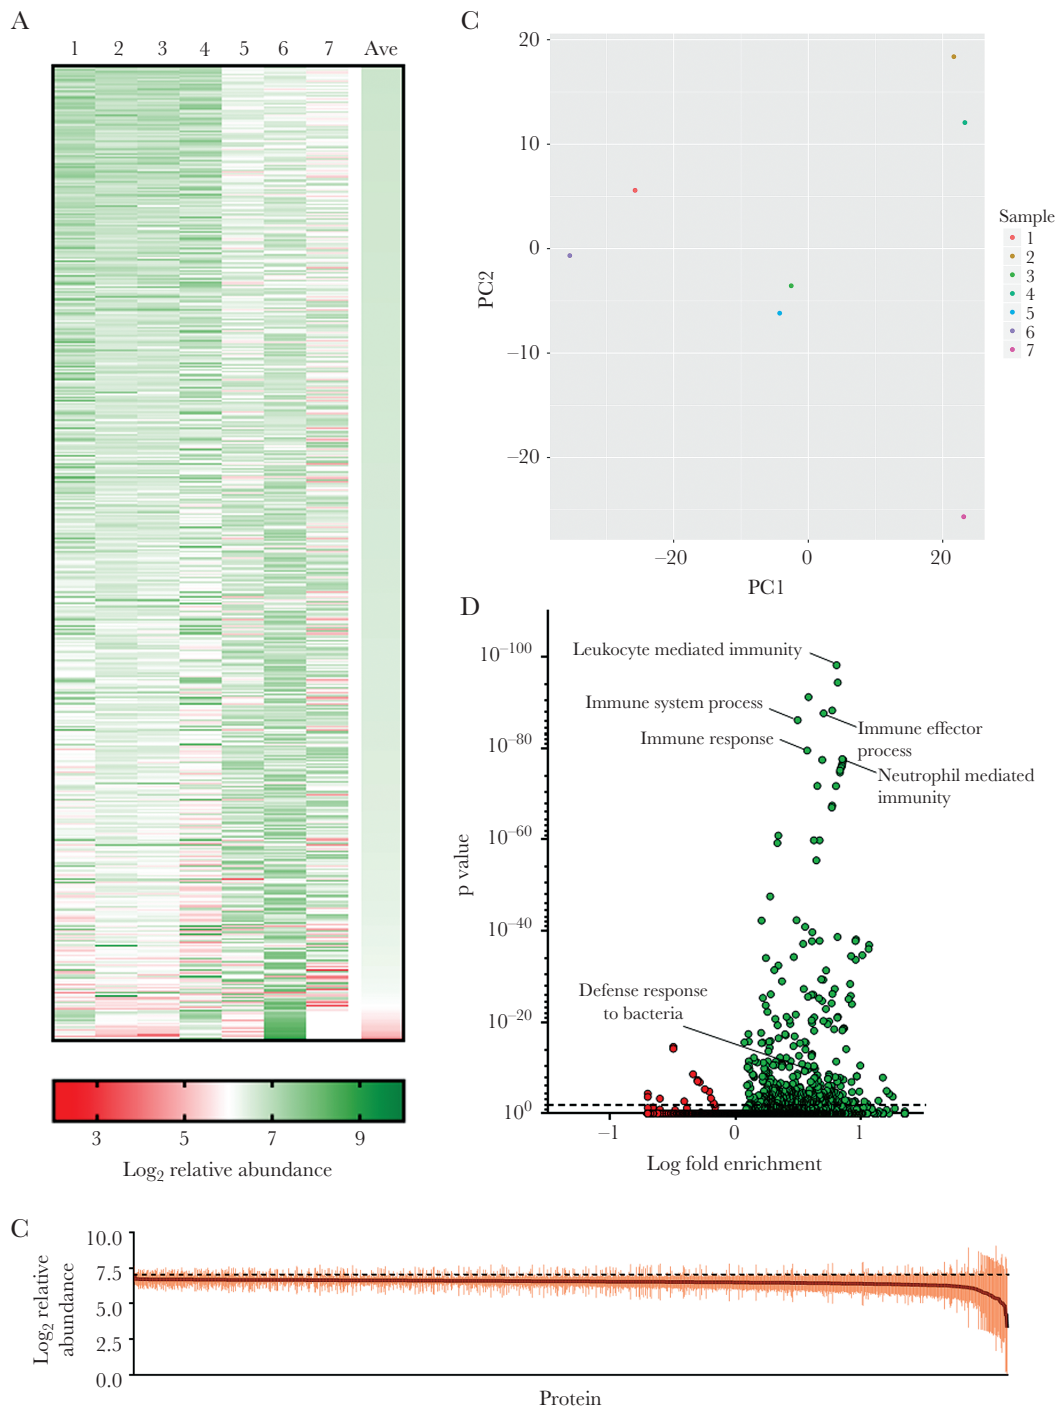 A
1 2 3 4 5 6 7 Ave
3 5 7 9
Log2 relative abundance
C
20
10
0
−10
−20
PC2
−20 0 20
PC1
Sample
1
2
3
4
5
6
7
D
10−100
10−80
10−60
10−40
10−20
100
p value
Leukocyte mediated immunity
Immune system process
Immune response
Immune effector
process
Neutrophil mediated
immunity
Defense response
to bacteria
−1 0 1
Log fold enrichment
C
10.0
7.5
5.0
2.5
0.0
Log2 relative
abundance
Protein